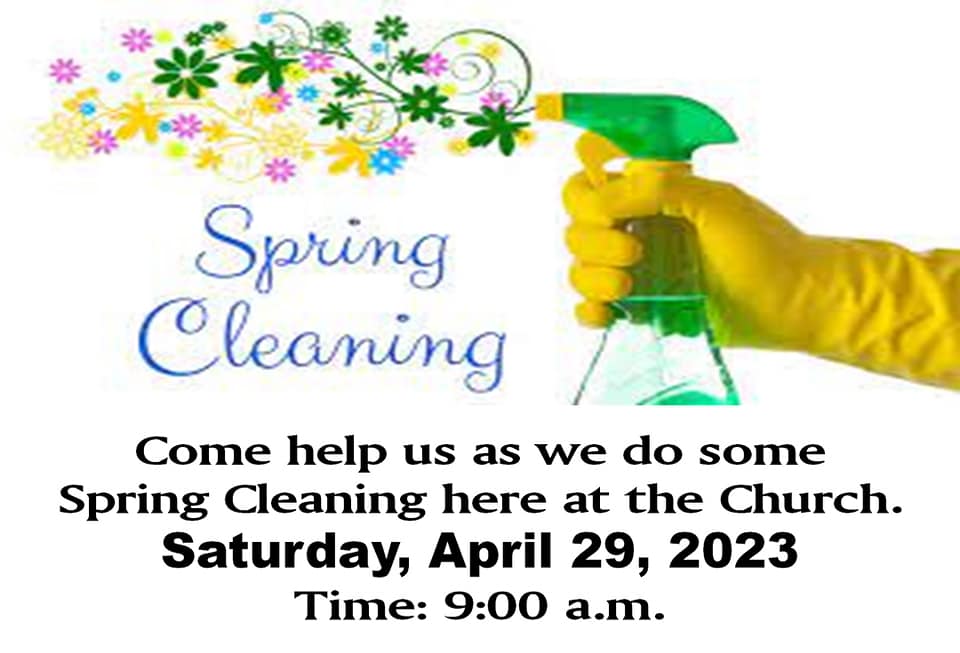 Spring
Cleaning
Come help us as we do some
Spring Cleaning here at the Church.
Saturday, April 29, 2023
Time: 9:00 a.m.